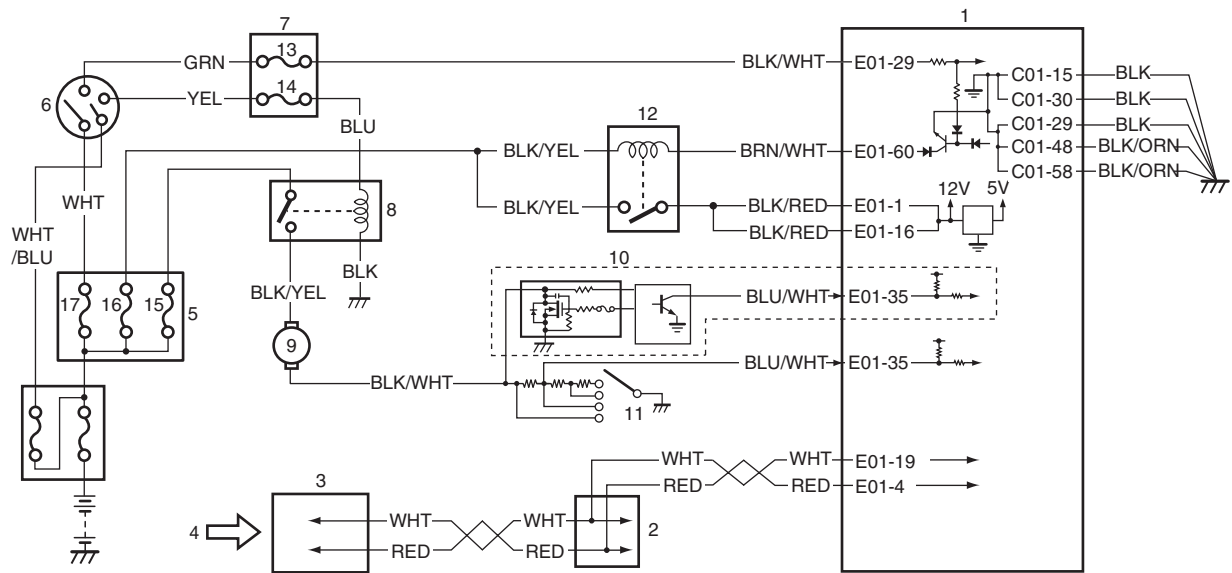 1
7
GRN
13
BLK/WHT
E01-29
C01-15
BLK
6
YEL
14
C01-30
BLK
BLU
12
C01-29
BLK
BLK/YEL
BRN/WHT
E01-60
C01-48
BLK/ORN
C01-58
BLK/ORN
WHT
8
BLK/YEL
BLK/RED
E01-1
12V
5V
BLK/RED
E01-16
WHT
/BLU
10
BLK
17
16
15
5
BLK/YEL
BLU/WHT
E01-35
9
BLU/WHT
E01-35
BLK/WHT
11
WHT
WHT
E01-19
3
RED
RED
E01-4
4
WHT
WHT
2
RED
RED